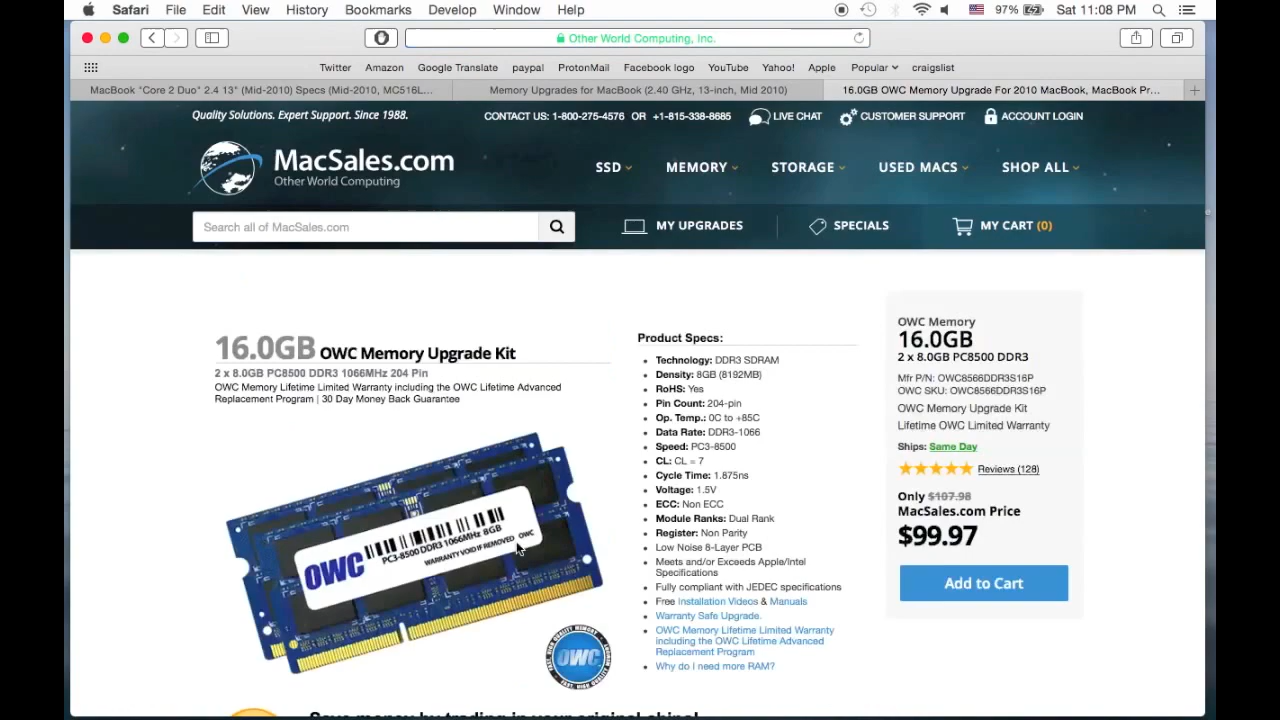 Safari File Edit View History Bookmarks Develop Window Help 97% Sat 11:08 PM
Other World Computing, Inc.
Twitter Amazon Google Translate paypal ProtonMail Facebook logo YouTube Yahoo! Apple Popular craigslist
MacBook "Core 2 Duo" 2.4 13" (Mid-2010) Specs (Mid-2010, MC516L... Memory Upgrades for MacBook (2.40 GHz, 13-inch, Mid 2010) 16.0GB OWC Memory Upgrade For 2010 MacBook, MacBook Pr...
Quality Solutions. Expert Support. Since 1988. CONTACT US: 1-800-275-4576 OR +1-815-338-8685 LIVE CHAT CUSTOMER SUPPORT ACCOUNT LOGIN
MacSales.com
Other World Computing
SSD MEMORY STORAGE USED MACS SHOP ALL
Search all of MacSales.com MY UPGRADES SPECIALS MY CART (0)
16.0GB OWC Memory Upgrade Kit
2 x 8.0GB PC8500 DDR3 1066MHz 204 Pin
OWC Memory Lifetime Limited Warranty including the OWC Lifetime Advanced
Replacement Program | 30 Day Money Back Guarantee
OWC
PC3-8500 DDR3 1066MHz 8GB
WARRANTY VOID IF REMOVED OWC
OWC
Product Specs:
Technology: DDR3 SDRAM
Density: 8GB (8192MB)
RoHS: Yes
Pin Count: 204-pin
Op. Temp.: 0C to +85C
Data Rate: DDR3-1066
Speed: PC3-8500
CL: CL = 7
Cycle Time: 1.875ns
Voltage: 1.5V
ECC: Non ECC
Module Ranks: Dual Rank
Register: Non Parity
Low Noise 8-Layer PCB
Meets and/or Exceeds Apple/Intel
Specifications
Fully compliant with JEDEC specifications
Free Installation Videos & Manuals
Warranty Safe Upgrade.
OWC Memory Lifetime Limited Warranty
including the OWC Lifetime Advanced
Replacement Program
Why do I need more RAM?
OWC Memory
16.0GB
2 x 8.0GB PC8500 DDR3
Mfr P/N: OWC8566DDR3S16P
OWC SKU: OWC8566DDR3S16P
OWC Memory Upgrade Kit
Lifetime OWC Limited Warranty
Ships: Same Day
Reviews (128)
Only $107.98
MacSales.com Price
$99.97
Add to Cart
Save money by trading in your original chips!